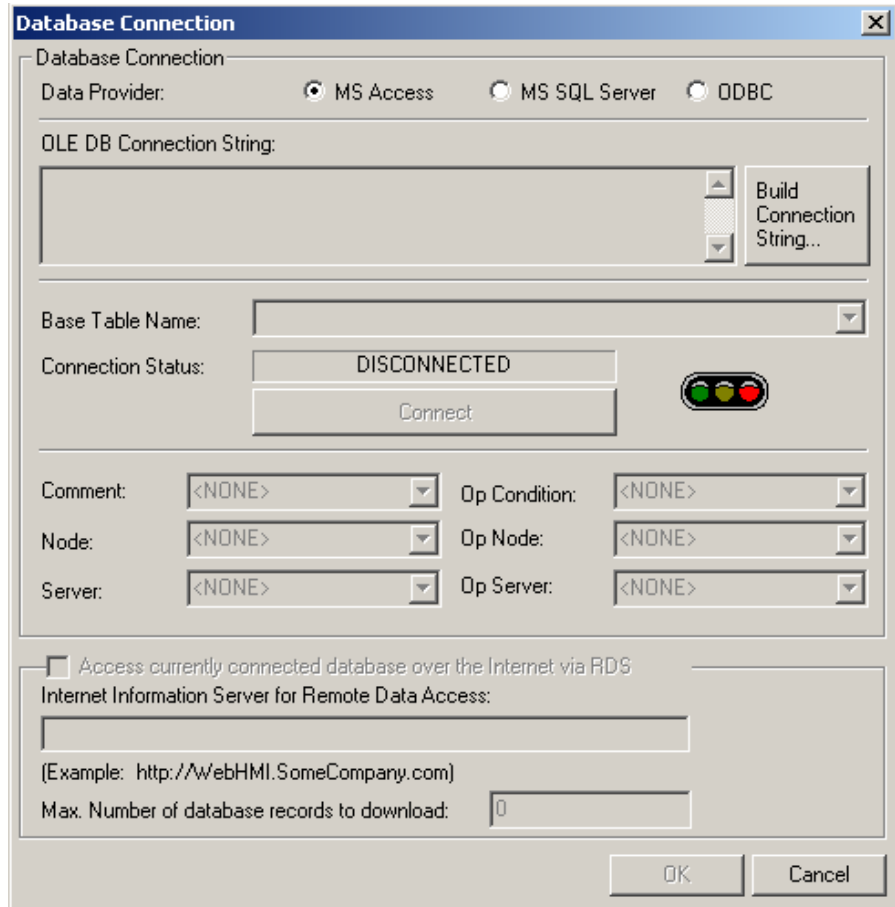 Database Connection
Database Connection
Data Provider: MS Access MS SQL Server ODBC
OLE DB Connection String:
Build
Connection
String...
Base Table Name:
Connection Status: DISCONNECTED
Connect
Comment: <NONE> Op Condition: <NONE>
Node: <NONE> Op Node: <NONE>
Server: <NONE> Op Server: <NONE>
Access currently connected database over the Internet via RDS
Internet Information Server for Remote Data Access:
(Example: http://WebHMI.SomeCompany.com)
Max. Number of database records to download: 0
OK Cancel